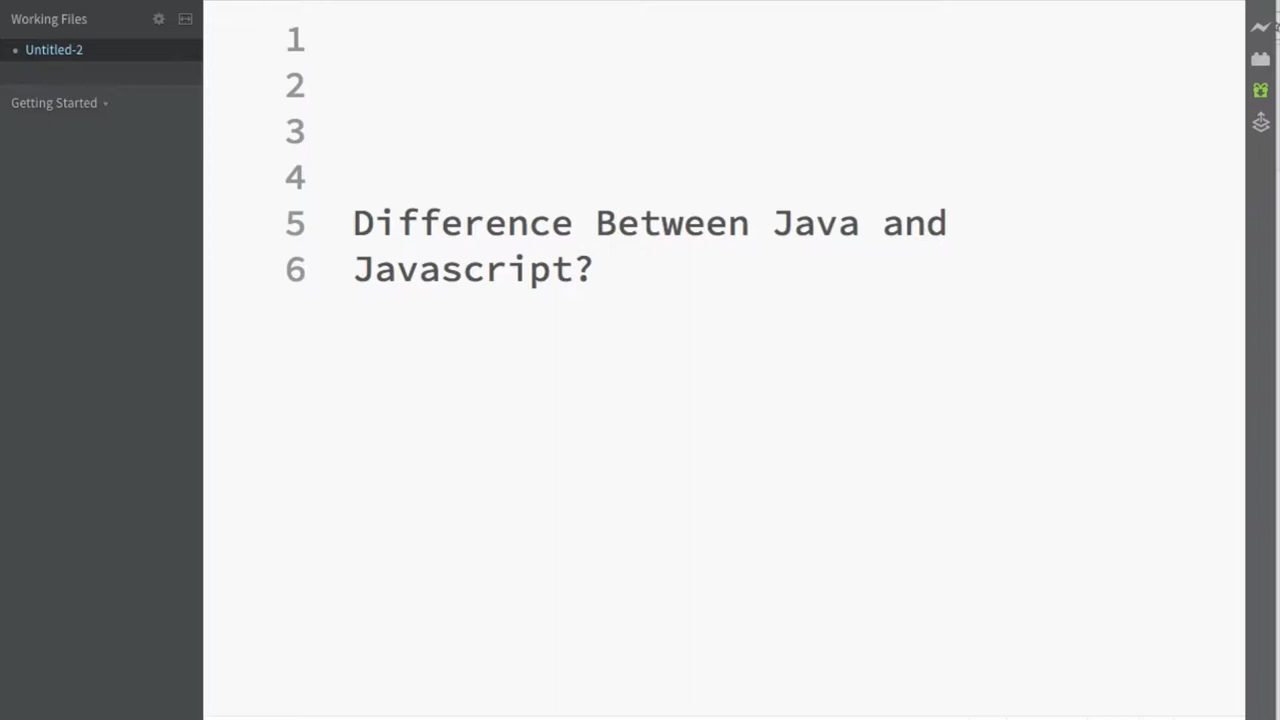 Working Files
Untitled-2
Getting Started
1
2
3
4
5 Difference Between Java and
6 Javascript?